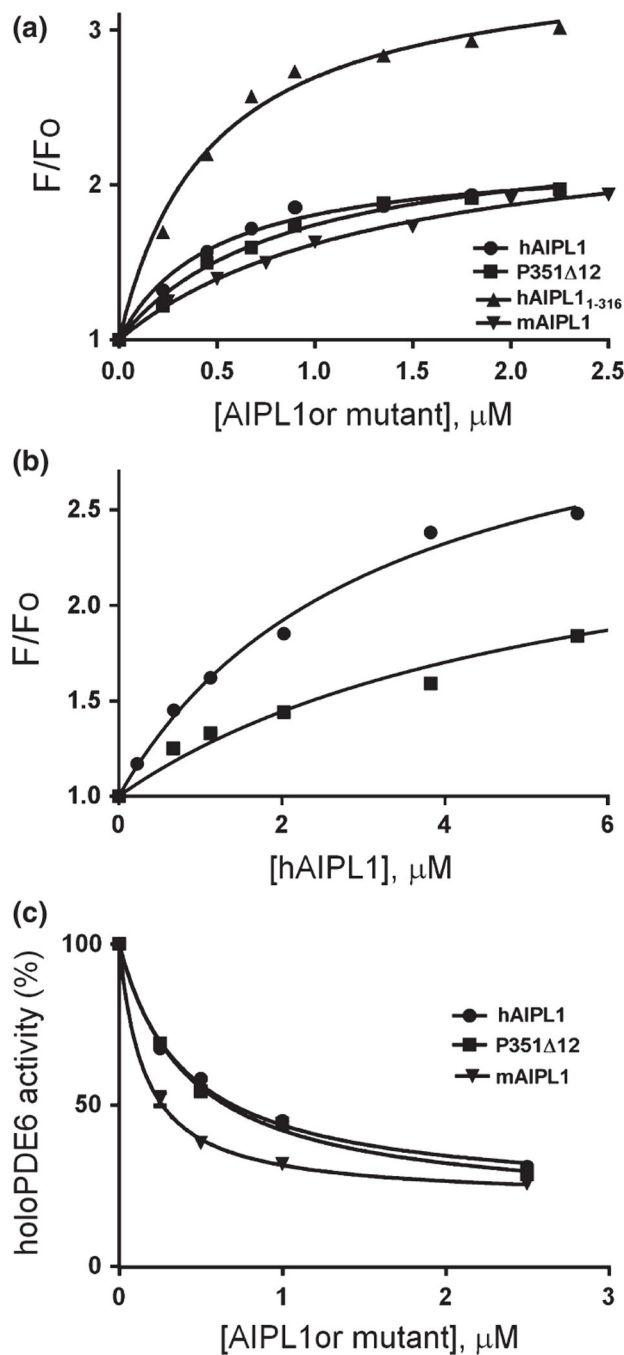 (a)
3
2
1
F/Fo
hAIPL1
P351Δ12
hAIPL1₁₋₃₁₆
mAIPL1
0.0 0.5 1.0 1.5 2.0 2.5
[AIPL1or mutant], μM
(b)
2.5
2.0
1.5
1.0
F/Fo
0 2 4 6
[hAIPL1], μM
(c)
100
50
0
holoPDE6 activity (%)
hAIPL1
P351Δ12
mAIPL1
0 1 2 3
[AIPL1or mutant], μM